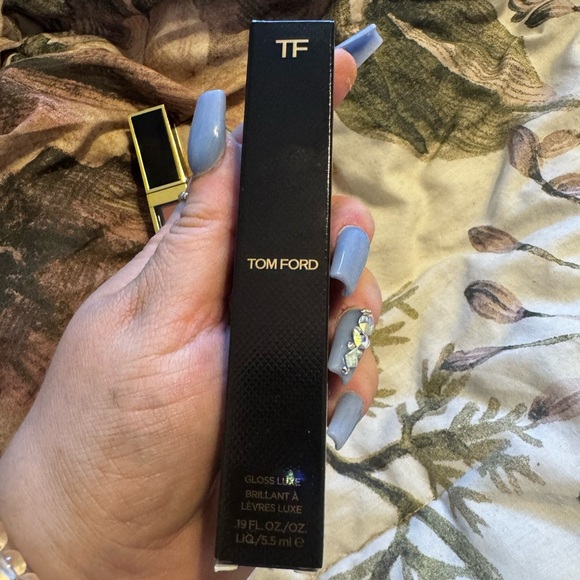 TF
TOM FORD
GLOSS LUXE
BRILLANT À
LÈVRES LUXE
.19 FL.OZ./OZ.
LIQ./5.5 ml ℮